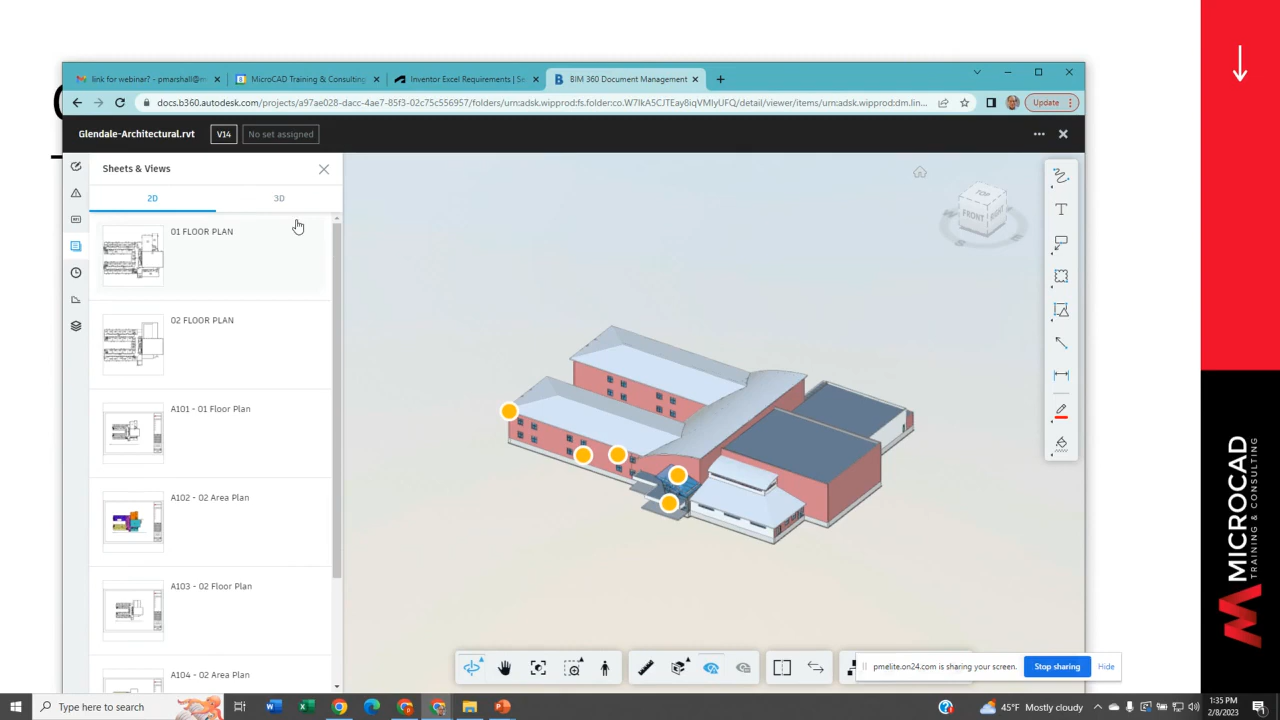 link for webinar? - pmarshall@m
MicroCAD Training & Consulting
Inventor Excel Requirements | Se
BIM 360 Document Management
docs.b360.autodesk.com/projects/a97ae028-dacc-4ae7-85f3-02c75c556957/folders/urn:adsk.wipprod:fs.folder:co.W7lkA5CJTEay8iqVMlyUFQ/detail/viewer/items/urn:adsk.wipprod:dm.lin...
Update
Glendale-Architectural.rvt
V14
No set assigned
Sheets & Views
2D
3D
01 FLOOR PLAN
02 FLOOR PLAN
A101 - 01 Floor Plan
A102 - 02 Area Plan
A103 - 02 Floor Plan
A104 - 02 Area Plan
TOP
FRONT
RIGHT
pmelite.on24.com is sharing your screen.
Stop sharing
Hide
MICROCAD
TRAINING & CONSULTING
Type here to search
45°F Mostly cloudy
1:35 PM
2/8/2023